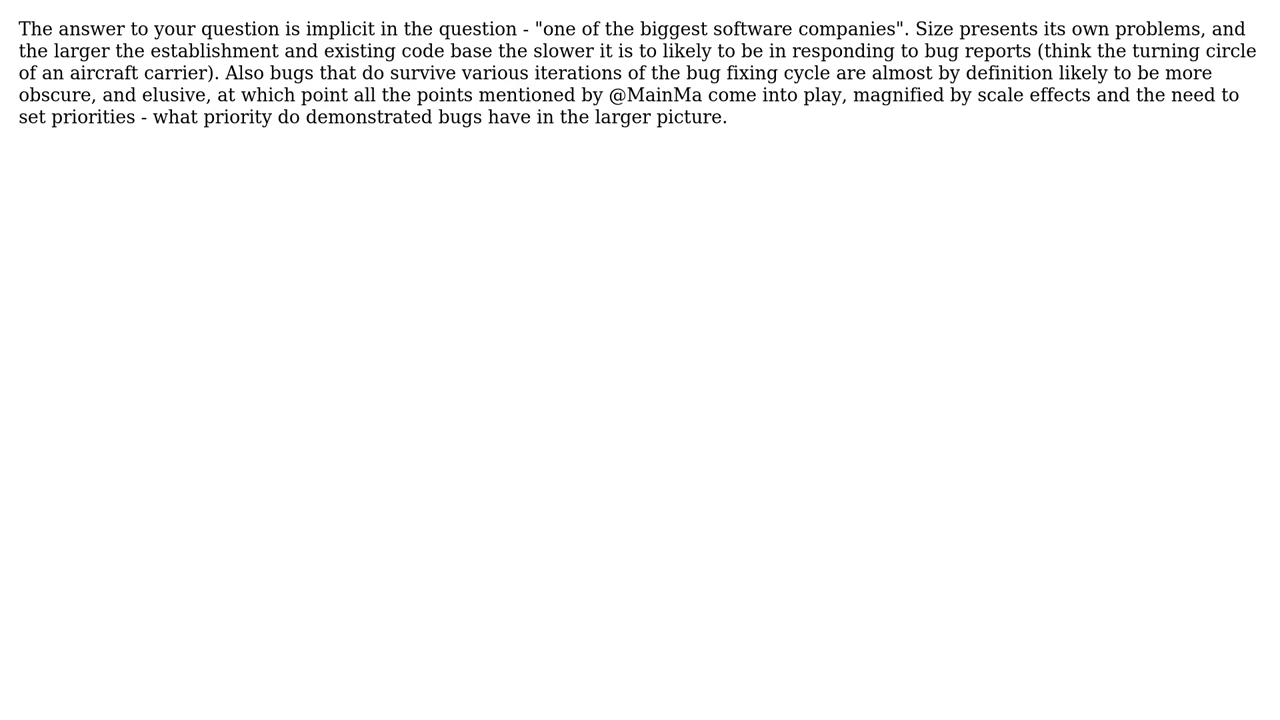 The answer to your question is implicit in the question - "one of the biggest software companies". Size presents its own problems, and
the larger the establishment and existing code base the slower it is to likely to be in responding to bug reports (think the turning circle
of an aircraft carrier). Also bugs that do survive various iterations of the bug fixing cycle are almost by definition likely to be more
obscure, and elusive, at which point all the points mentioned by @MainMa come into play, magnified by scale effects and the need to
set priorities - what priority do demonstrated bugs have in the larger picture.